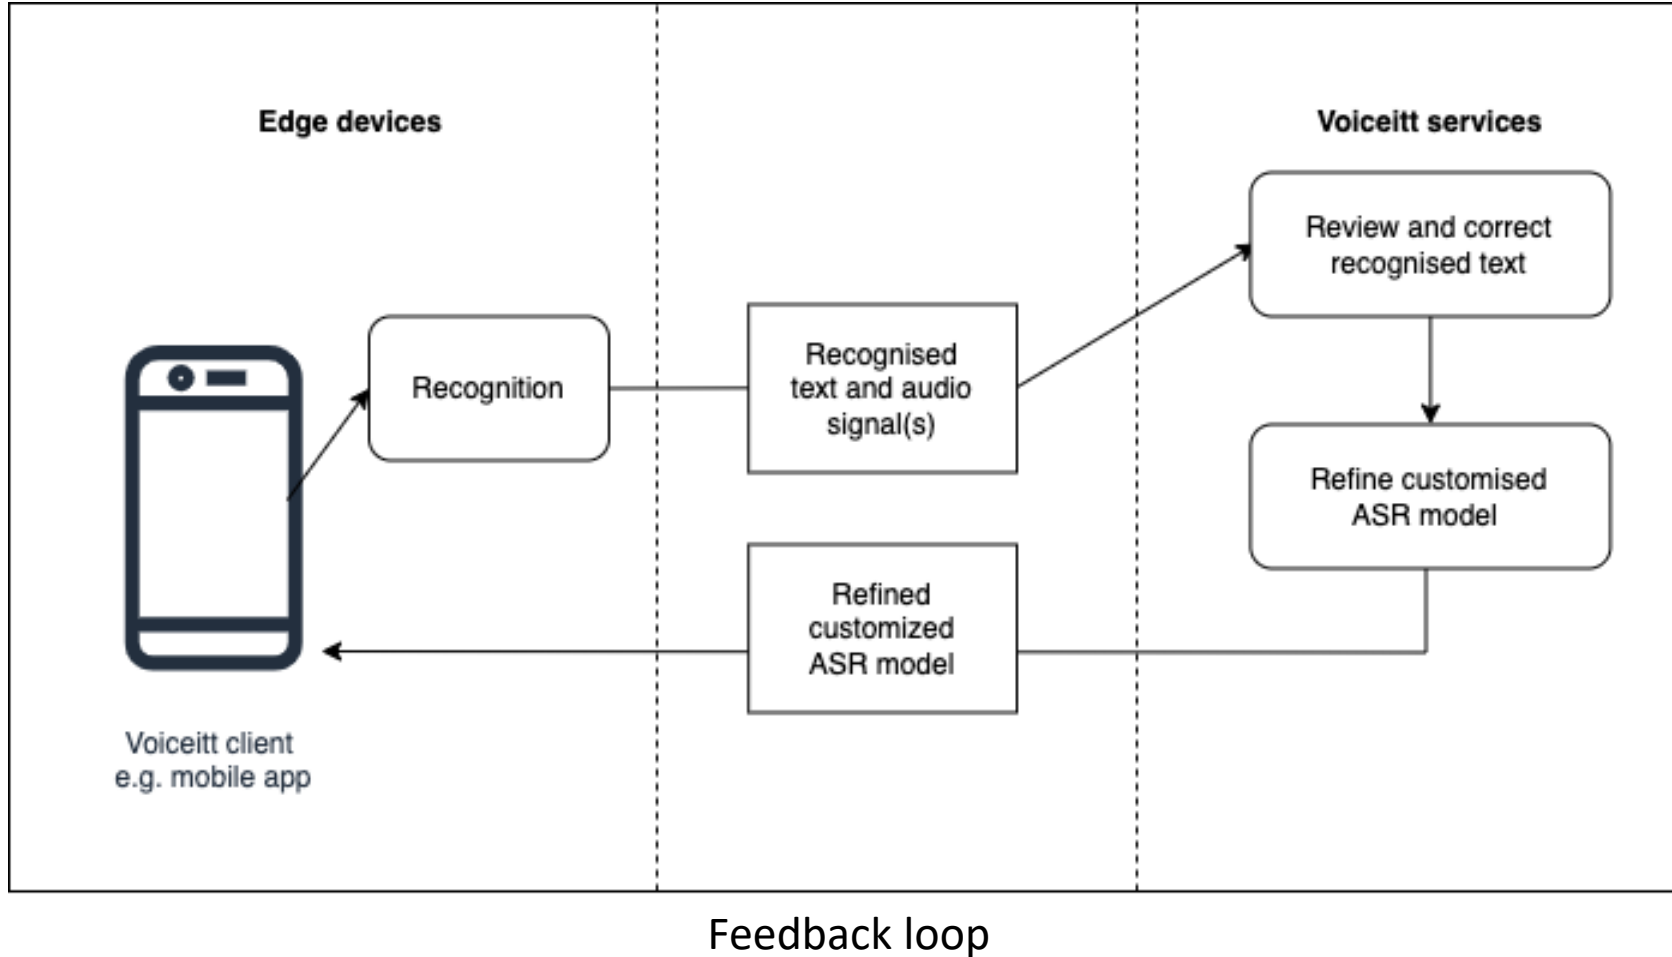 Edge devices
Voiceitt services
Review and correct
recognised text
Recognition
Recognised
text and audio
signal(s)
Refine customised
ASR model
Refined
customized
ASR model
Voiceitt client
e.g. mobile app
Feedback loop